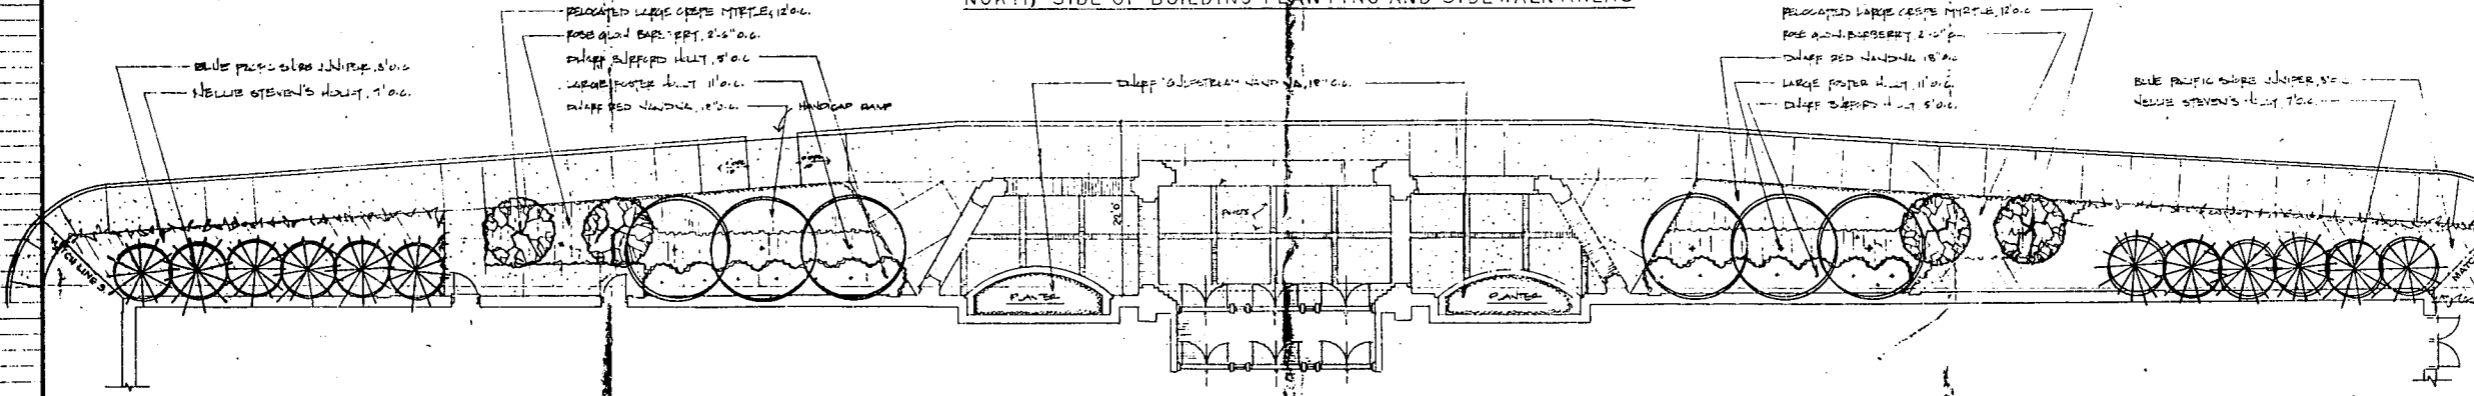 NORTH SIDE OF BUILDING PLANTING AND SIDEWALK AREAS
RELOCATED LARGE CREPE MYRTLE, 12'O.C.
ROSE GLOW BARBERRY, 2'-6" O.C.
DWARF BURFORD HOLLY, 5'O.C.
LARGE FOSTER HOLLY 11'O.C.
DWARF RED NANDINA, 18"O.C.
HANDICAP RAMP
BLUE PACIFIC SHORE JUNIPER, 3'O.C.
NELLIE STEVEN'S HOLLY, 7'O.C.
DWARF GULFSTREAM NANDINA, 18" O.C.
RELOCATED LARGE CREPE MYRTLE, 12'O.C.
ROSE GLOW BARBERRY, 2'-6"
DWARF RED NANDINA 18"O.C.
LARGE FOSTER HOLLY, 11'O.C.
DWARF BURFORD HOLLY, 5'O.C.
BLUE PACIFIC SHORE JUNIPER, 3'O.C.
NELLIE STEVEN'S HOLLY, 7'O.C.
22'-0"
PLANTER
PLANTER